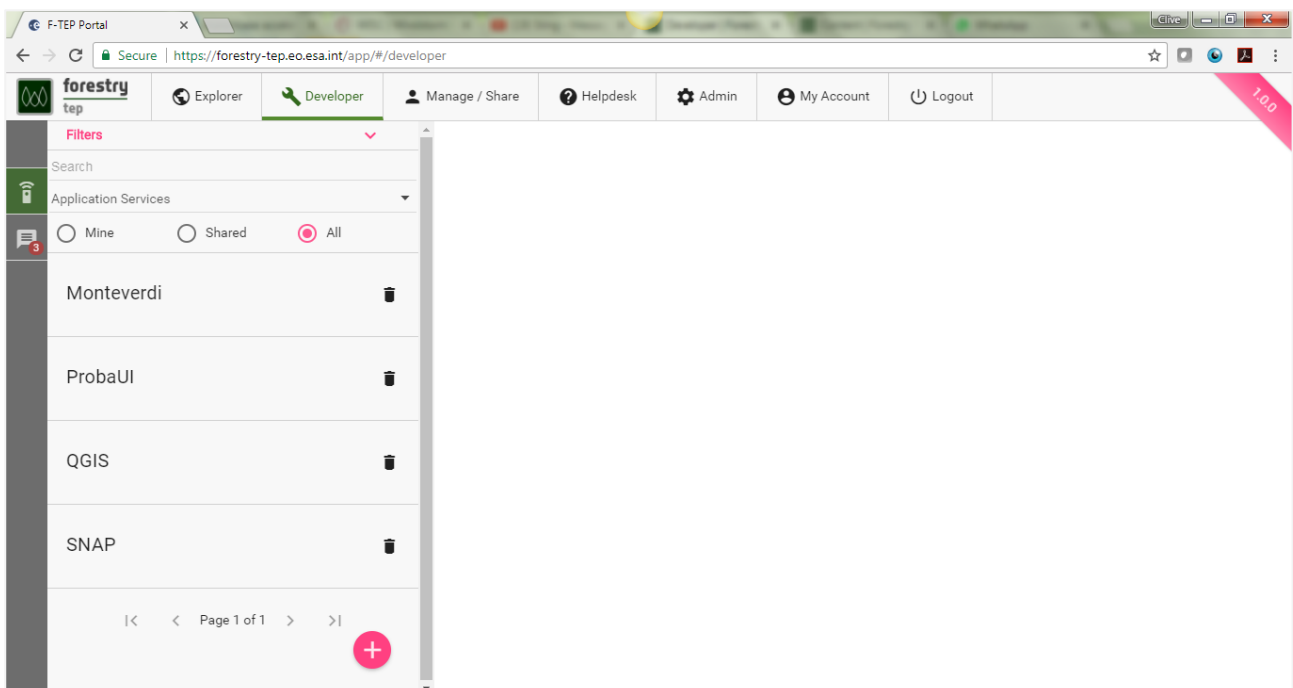 F-TEP Portal
Clive
Secure https://forestry-tep.eo.esa.int/app/#/developer
forestry
tep
Explorer
Developer
Manage / Share
Helpdesk
Admin
My Account
Logout
1.0.0
Filters
Search
Application Services
Mine
Shared
All
3
Monteverdi
ProbaUI
QGIS
SNAP
Page 1 of 1